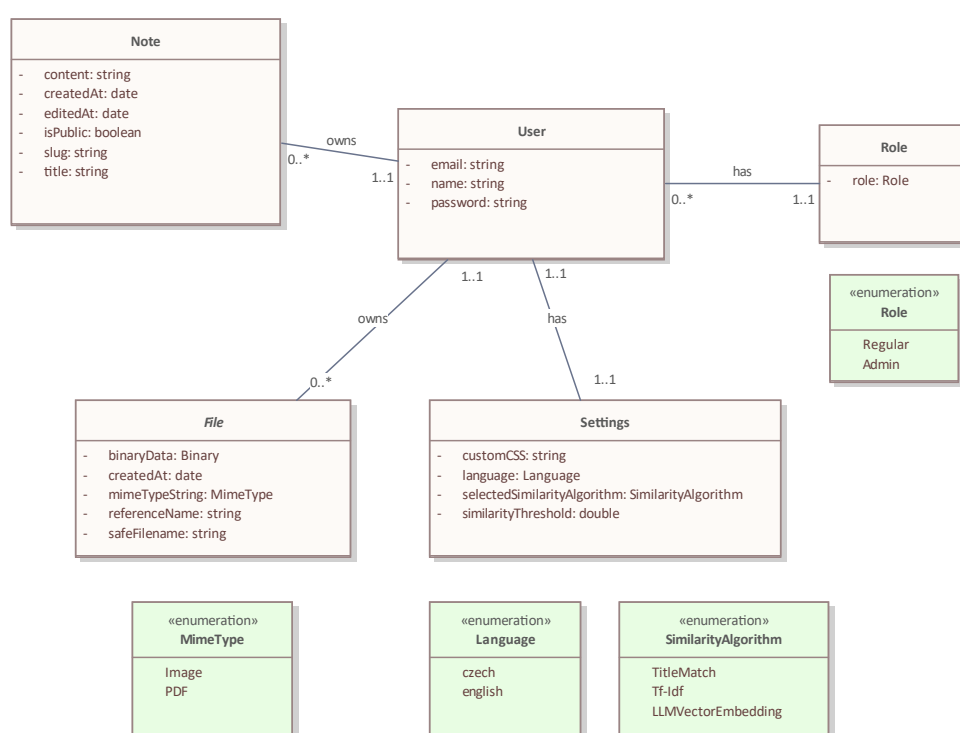 Note
- content: string
- createdAt: date
- editedAt: date
- isPublic: boolean
- slug: string
- title: string
owns
0..*
1..1
User
- email: string
- name: string
- password: string
has
0..*
1..1
Role
- role: Role
«enumeration»
Role
Regular
Admin
1..1
owns
0..*
1..1
has
1..1
File
- binaryData: Binary
- createdAt: date
- mimeTypeString: MimeType
- referenceName: string
- safeFilename: string
Settings
- customCSS: string
- language: Language
- selectedSimilarityAlgorithm: SimilarityAlgorithm
- similarityThreshold: double
«enumeration»
MimeType
Image
PDF
«enumeration»
Language
czech
english
«enumeration»
SimilarityAlgorithm
TitleMatch
Tf-Idf
LLMVectorEmbedding